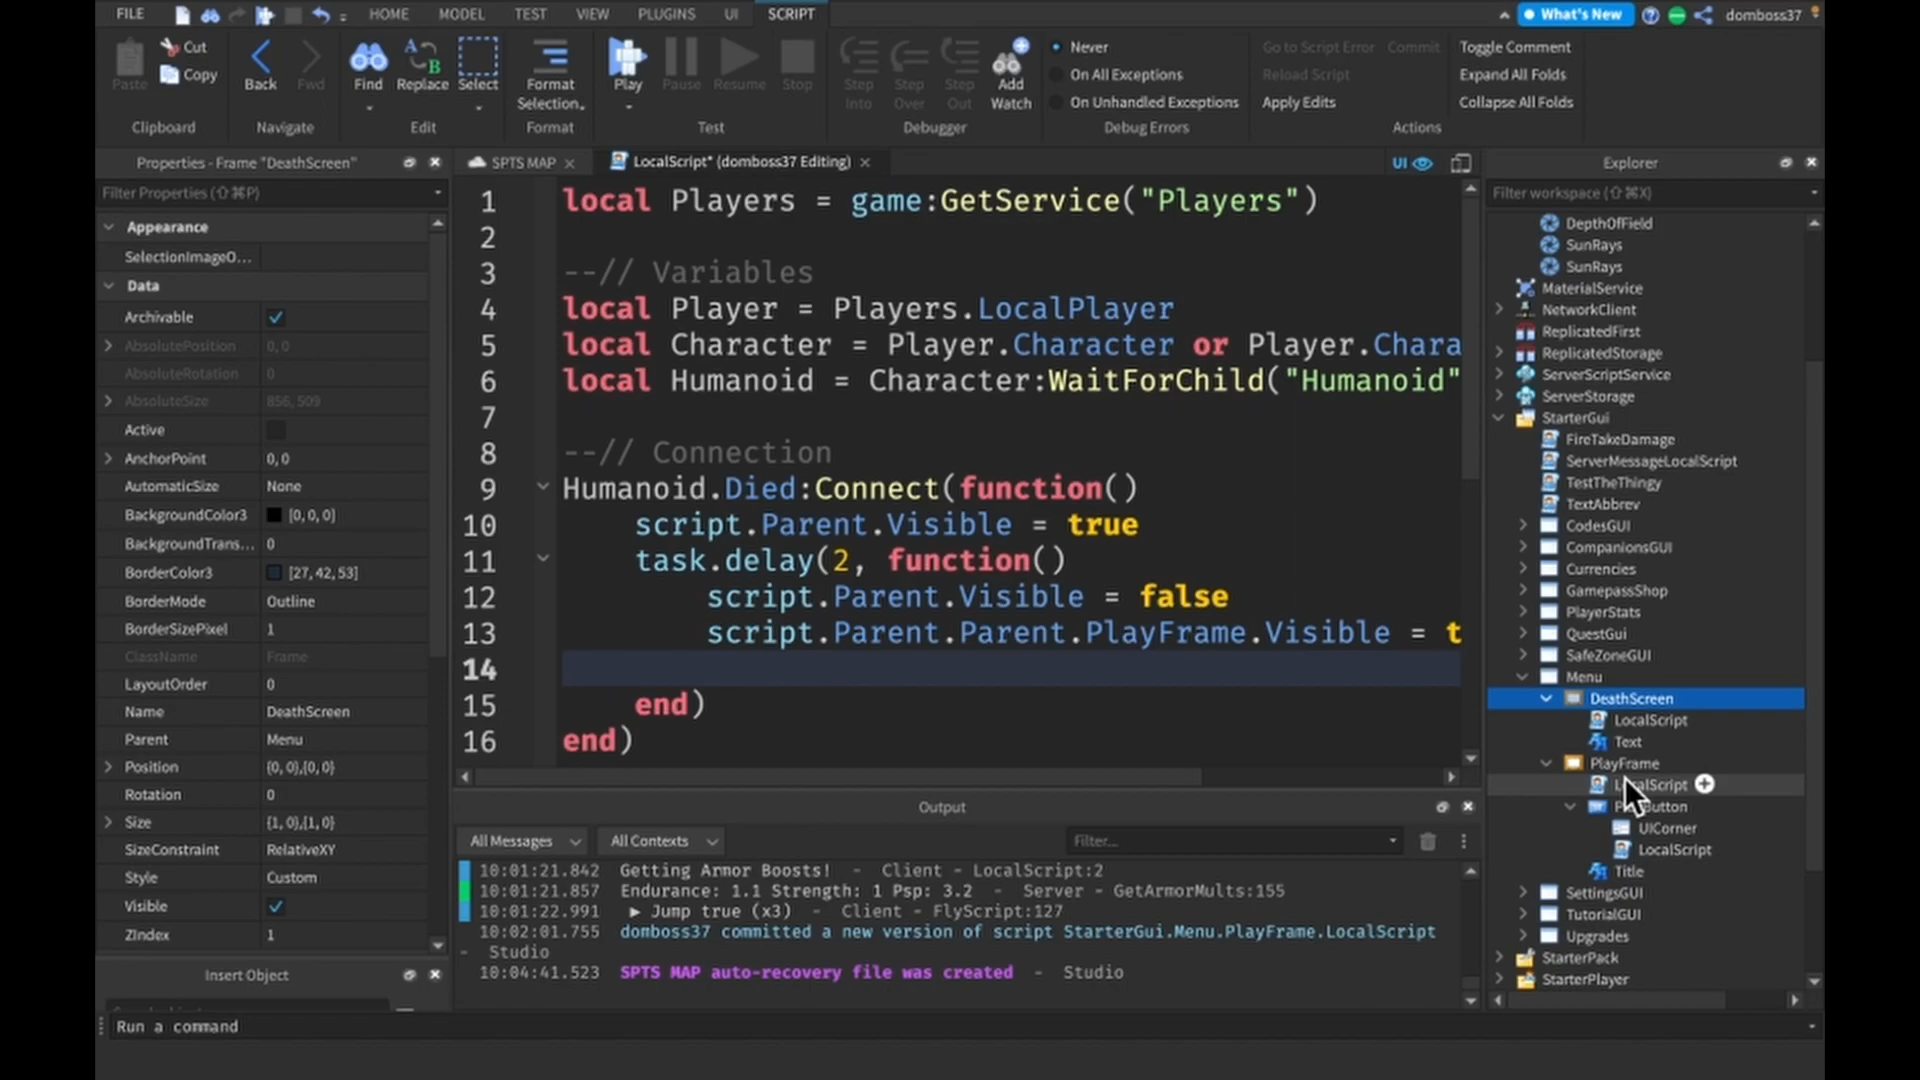 FILE HOME MODEL TEST VIEW PLUGINS UI SCRIPT What's New domboss37
Paste Cut Copy Back Fwd Find Replace Select Format Selection Play Pause Resume Stop Step Into Step Over Step Out Add Watch
Never
On All Exceptions
On Unhandled Exceptions
Go to Script Error Commit
Reload Script
Apply Edits
Toggle Comment
Expand All Folds
Collapse All Folds
Clipboard Navigate Edit Format Test Debugger Debug Errors Actions
Properties - Frame "DeathScreen"
Filter Properties (⇧⌘P)
Appearance
SelectionImageO...
Data
Archivable
AbsolutePosition 0, 0
AbsoluteRotation 0
AbsoluteSize 856, 509
Active
AnchorPoint 0, 0
AutomaticSize None
BackgroundColor3 [0, 0, 0]
BackgroundTrans... 0
BorderColor3 [27, 42, 53]
BorderMode Outline
BorderSizePixel 1
ClassName Frame
LayoutOrder 0
Name DeathScreen
Parent Menu
Position {0, 0},{0, 0}
Rotation 0
Size {1, 0},{1, 0}
SizeConstraint RelativeXY
Style Custom
Visible
ZIndex 1
Insert Object
SPTS MAP LocalScript* (domboss37 Editing) UI
1 local Players = game:GetService("Players")
2
3 --// Variables
4 local Player = Players.LocalPlayer
5 local Character = Player.Character or Player.Chara
6 local Humanoid = Character:WaitForChild("Humanoid"
7
8 --// Connection
9 Humanoid.Died:Connect(function()
10 script.Parent.Visible = true
11 task.delay(2, function()
12 script.Parent.Visible = false
13 script.Parent.Parent.PlayFrame.Visible = t
14
15 end)
16 end)
Output
All Messages All Contexts Filter...
10:01:21.842 Getting Armor Boosts! - Client - LocalScript:2
10:01:21.857 Endurance: 1.1 Strength: 1 Psp: 3.2 - Server - GetArmorMults:155
10:01:22.991 ▶ Jump true (x3) - Client - FlyScript:127
10:02:01.755 domboss37 committed a new version of script StarterGui.Menu.PlayFrame.LocalScript
- Studio
10:04:41.523 SPTS MAP auto-recovery file was created - Studio
Explorer
Filter workspace (⇧⌘X)
DepthOfField
SunRays
SunRays
MaterialService
NetworkClient
ReplicatedFirst
ReplicatedStorage
ServerScriptService
ServerStorage
StarterGui
FireTakeDamage
ServerMessageLocalScript
TestTheThingy
TextAbbrev
CodesGUI
CompanionsGUI
Currencies
GamepassShop
PlayerStats
QuestGui
SafeZoneGUI
Menu
DeathScreen
LocalScript
Text
PlayFrame
LocalScript
UICorner
LocalScript
Title
SettingsGUI
TutorialGUI
Upgrades
StarterPack
StarterPlayer
Run a command